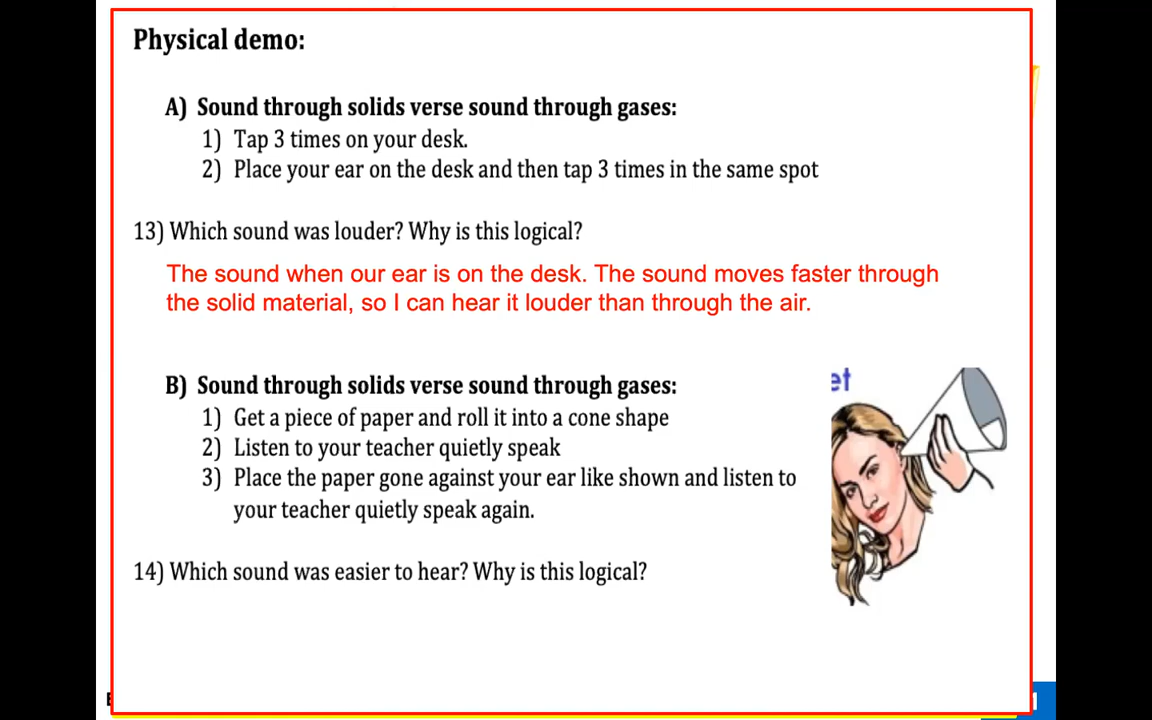 Physical demo:
A) Sound through solids verse sound through gases:
1) Tap 3 times on your desk.
2) Place your ear on the desk and then tap 3 times in the same spot
13) Which sound was louder? Why is this logical?
The sound when our ear is on the desk. The sound moves faster through
the solid material, so I can hear it louder than through the air.
et
B) Sound through solids verse sound through gases:
1) Get a piece of paper and roll it into a cone shape
2) Listen to your teacher quietly speak
3) Place the paper gone against your ear like shown and listen to
your teacher quietly speak again.
14) Which sound was easier to hear? Why is this logical?